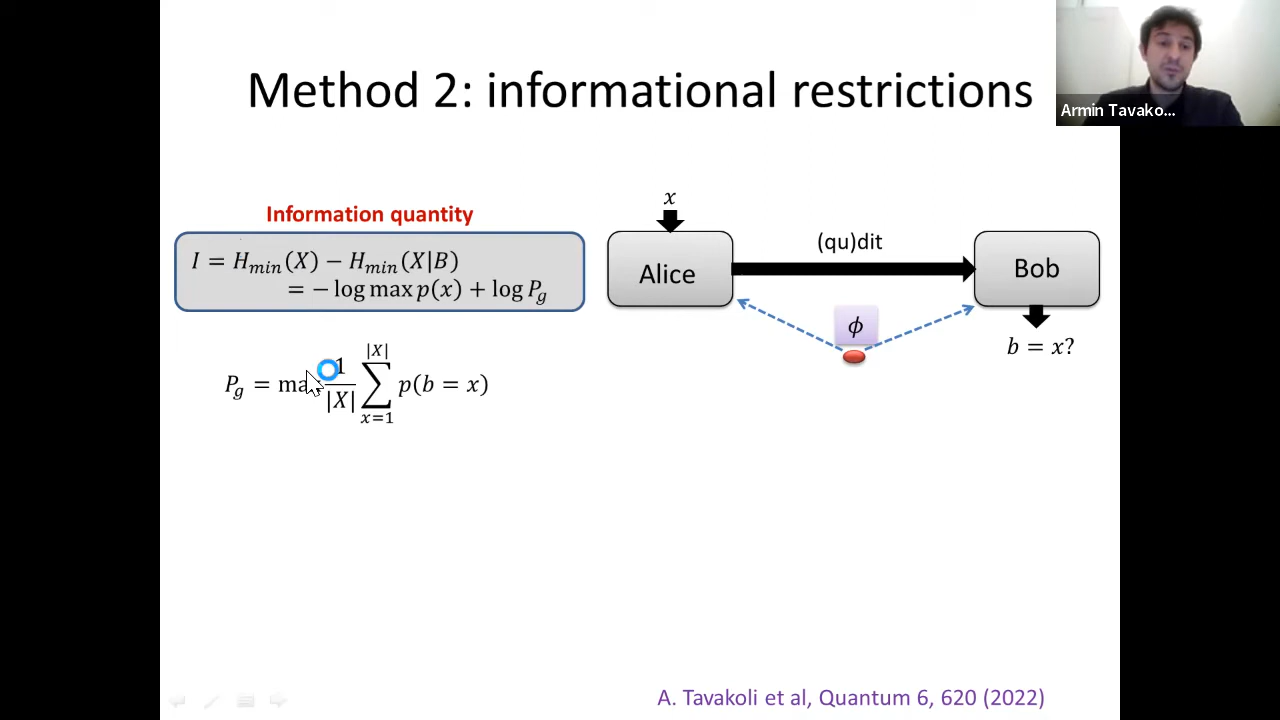 Method 2: informational restrictions
Armin Tavako...
Information quantity
I = H_min(X) − H_min(X|B)
= − log max p(x) + log P_g
P_g = max 1/|X| ∑_{x=1}^{|X|} p(b = x)
x
Alice
(qu)dit
Bob
ϕ
b = x?
A. Tavakoli et al, Quantum 6, 620 (2022)